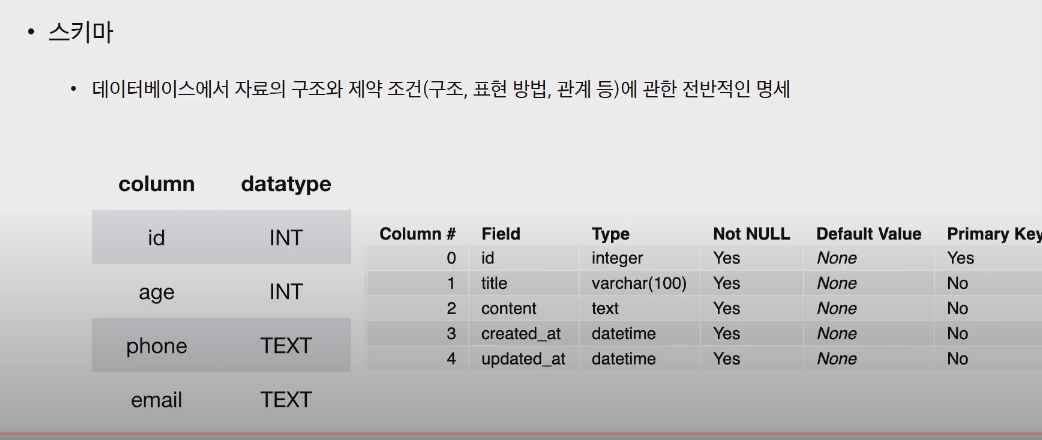 • 스키마
• 데이터베이스에서 자료의 구조와 제약 조건(구조, 표현 방법, 관계 등)에 관한 전반적인 명세
column datatype
id INT
age INT
phone TEXT
email TEXT
Column # Field Type Not NULL Default Value Primary Key
0 id integer Yes None Yes
1 title varchar(100) Yes None No
2 content text Yes None No
3 created_at datetime Yes None No
4 updated_at datetime Yes None No